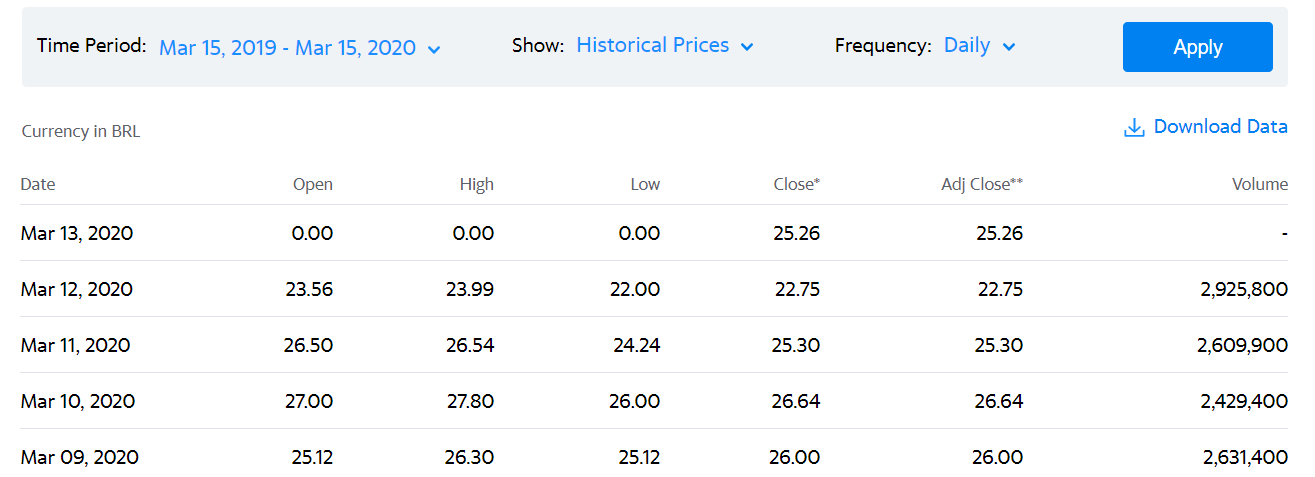 Time Period: Mar 15, 2019 - Mar 15, 2020 Show: Historical Prices Frequency: Daily Apply
Currency in BRL Download Data
Date Open High Low Close* Adj Close** Volume
Mar 13, 2020 0.00 0.00 0.00 25.26 25.26 -
Mar 12, 2020 23.56 23.99 22.00 22.75 22.75 2,925,800
Mar 11, 2020 26.50 26.54 24.24 25.30 25.30 2,609,900
Mar 10, 2020 27.00 27.80 26.00 26.64 26.64 2,429,400
Mar 09, 2020 25.12 26.30 25.12 26.00 26.00 2,631,400